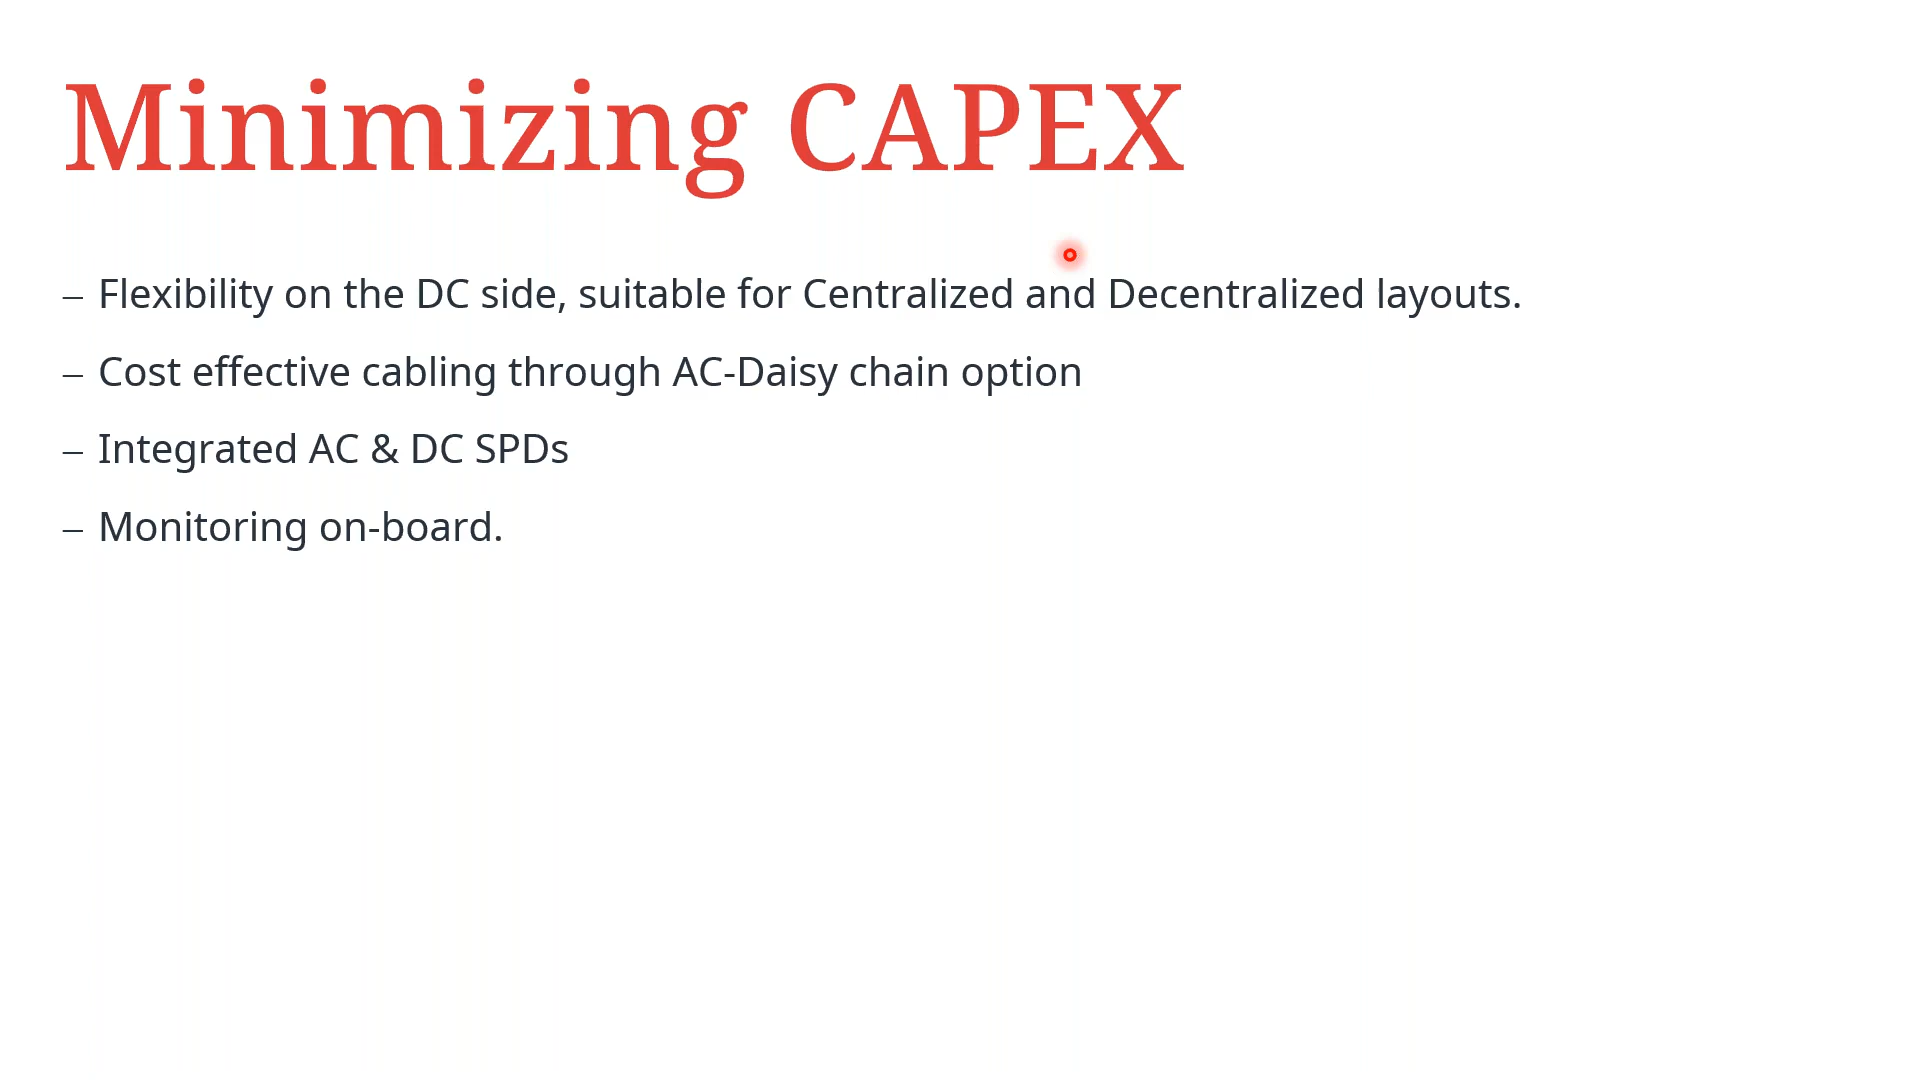 Minimizing CAPEX
– Flexibility on the DC side, suitable for Centralized and Decentralized layouts.
– Cost effective cabling through AC-Daisy chain option
– Integrated AC & DC SPDs
– Monitoring on-board.